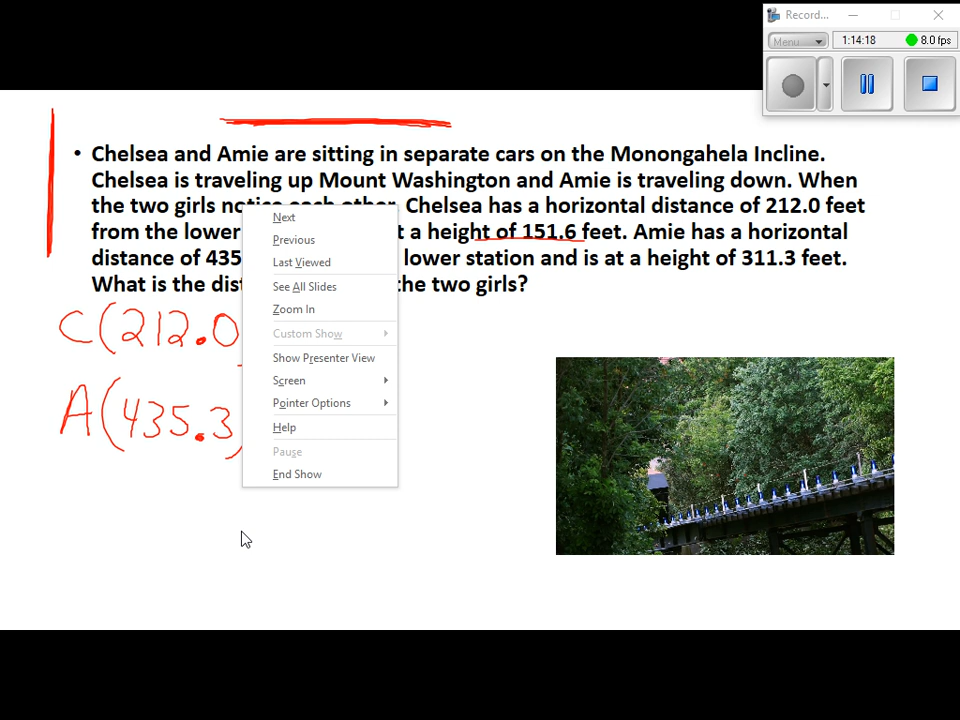 Record...
Menu
1:14:18
8.0 fps
• Chelsea and Amie are sitting in separate cars on the Monongahela Incline.
Chelsea is traveling up Mount Washington and Amie is traveling down. When
the two girls notice each other, Chelsea has a horizontal distance of 212.0 feet
from the lower t a height of 151.6 feet. Amie has a horizontal
distance of 435 lower station and is at a height of 311.3 feet.
What is the dist the two girls?
C(212.0
A(435.3
Next
Previous
Last Viewed
See All Slides
Zoom In
Custom Show
Show Presenter View
Screen
Pointer Options
Help
Pause
End Show